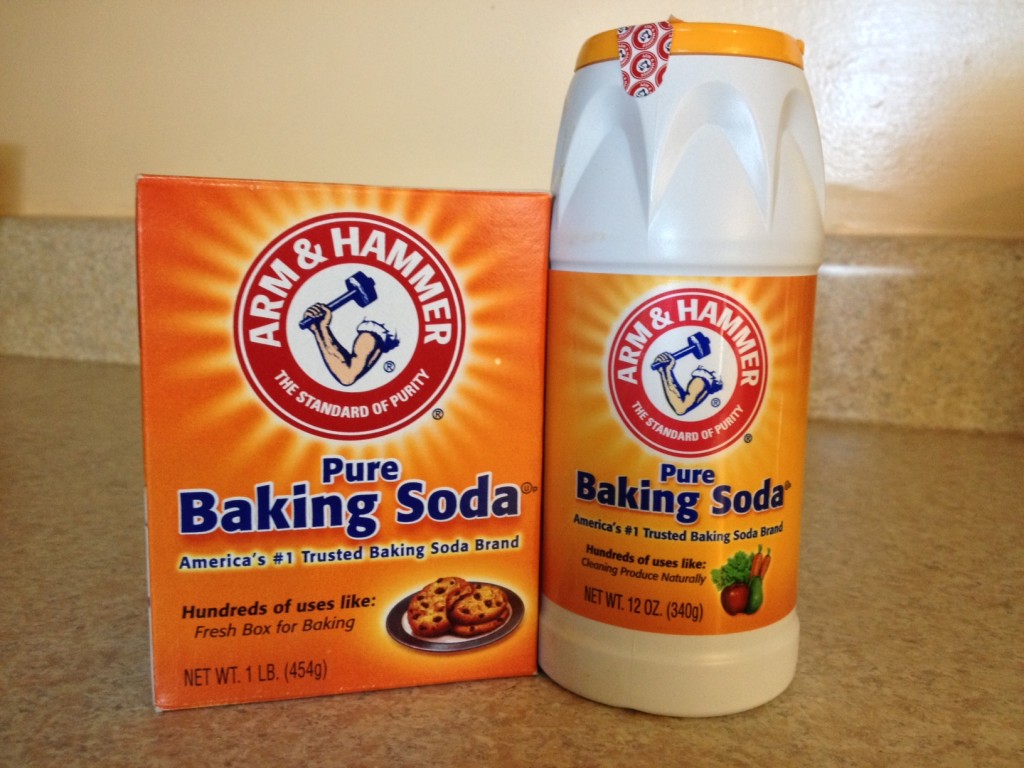 ARM & HAMMER
THE STANDARD OF PURITY
®
®
Pure
Baking Soda
America's #1 Trusted Baking Soda Brand
Hundreds of uses like:
Fresh Box for Baking
NET WT. 1 LB. (454g)
ARM & HAMMER
THE STANDARD OF PURITY
®
®
Pure
Baking Soda
America's #1 Trusted Baking Soda Brand
Hundreds of uses like:
Cleaning Produce Naturally
NET WT. 12 OZ. (340g)